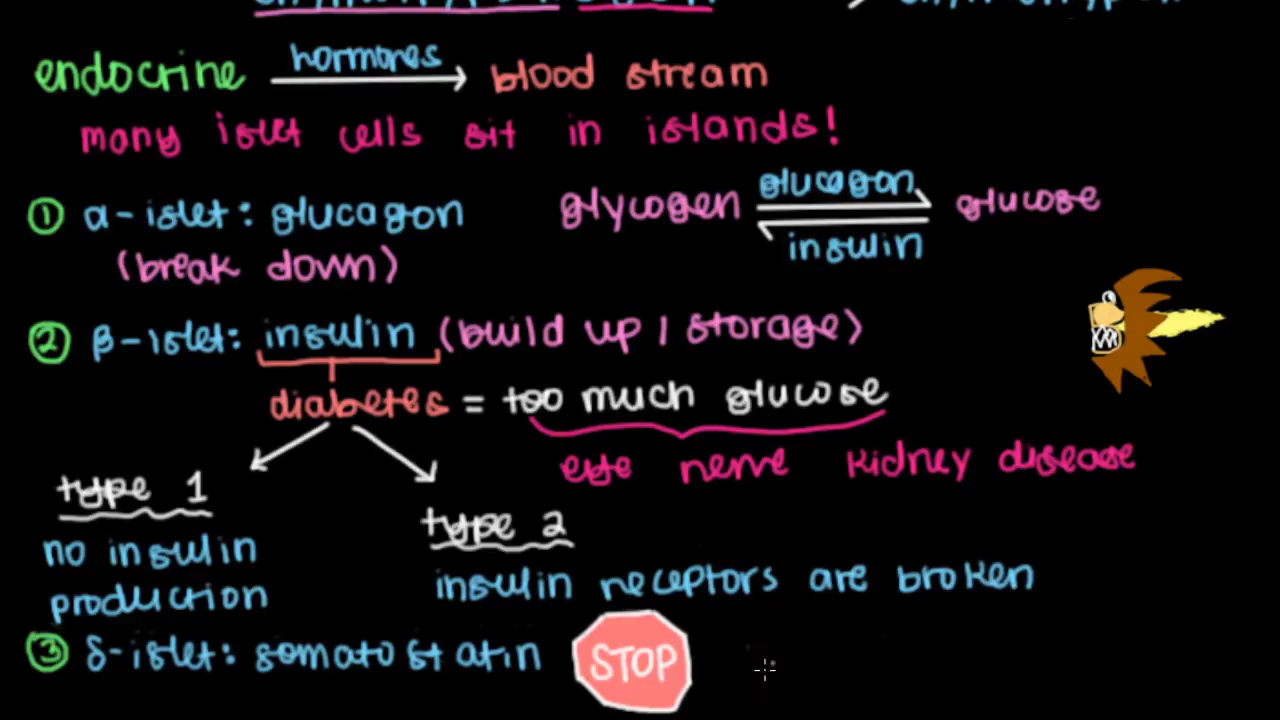 endocrine hormones blood stream
many islet cells sit in islands!
1 α-islet: glucagon
(break down)
glycogen glucagon glucose
insulin
2 β-islet: insulin (build up / storage)
diabetes = too much glucose
eye nerve kidney disease
type 1
no insulin
production
type 2
insulin receptors are broken
3 δ-islet: somatostatin STOP